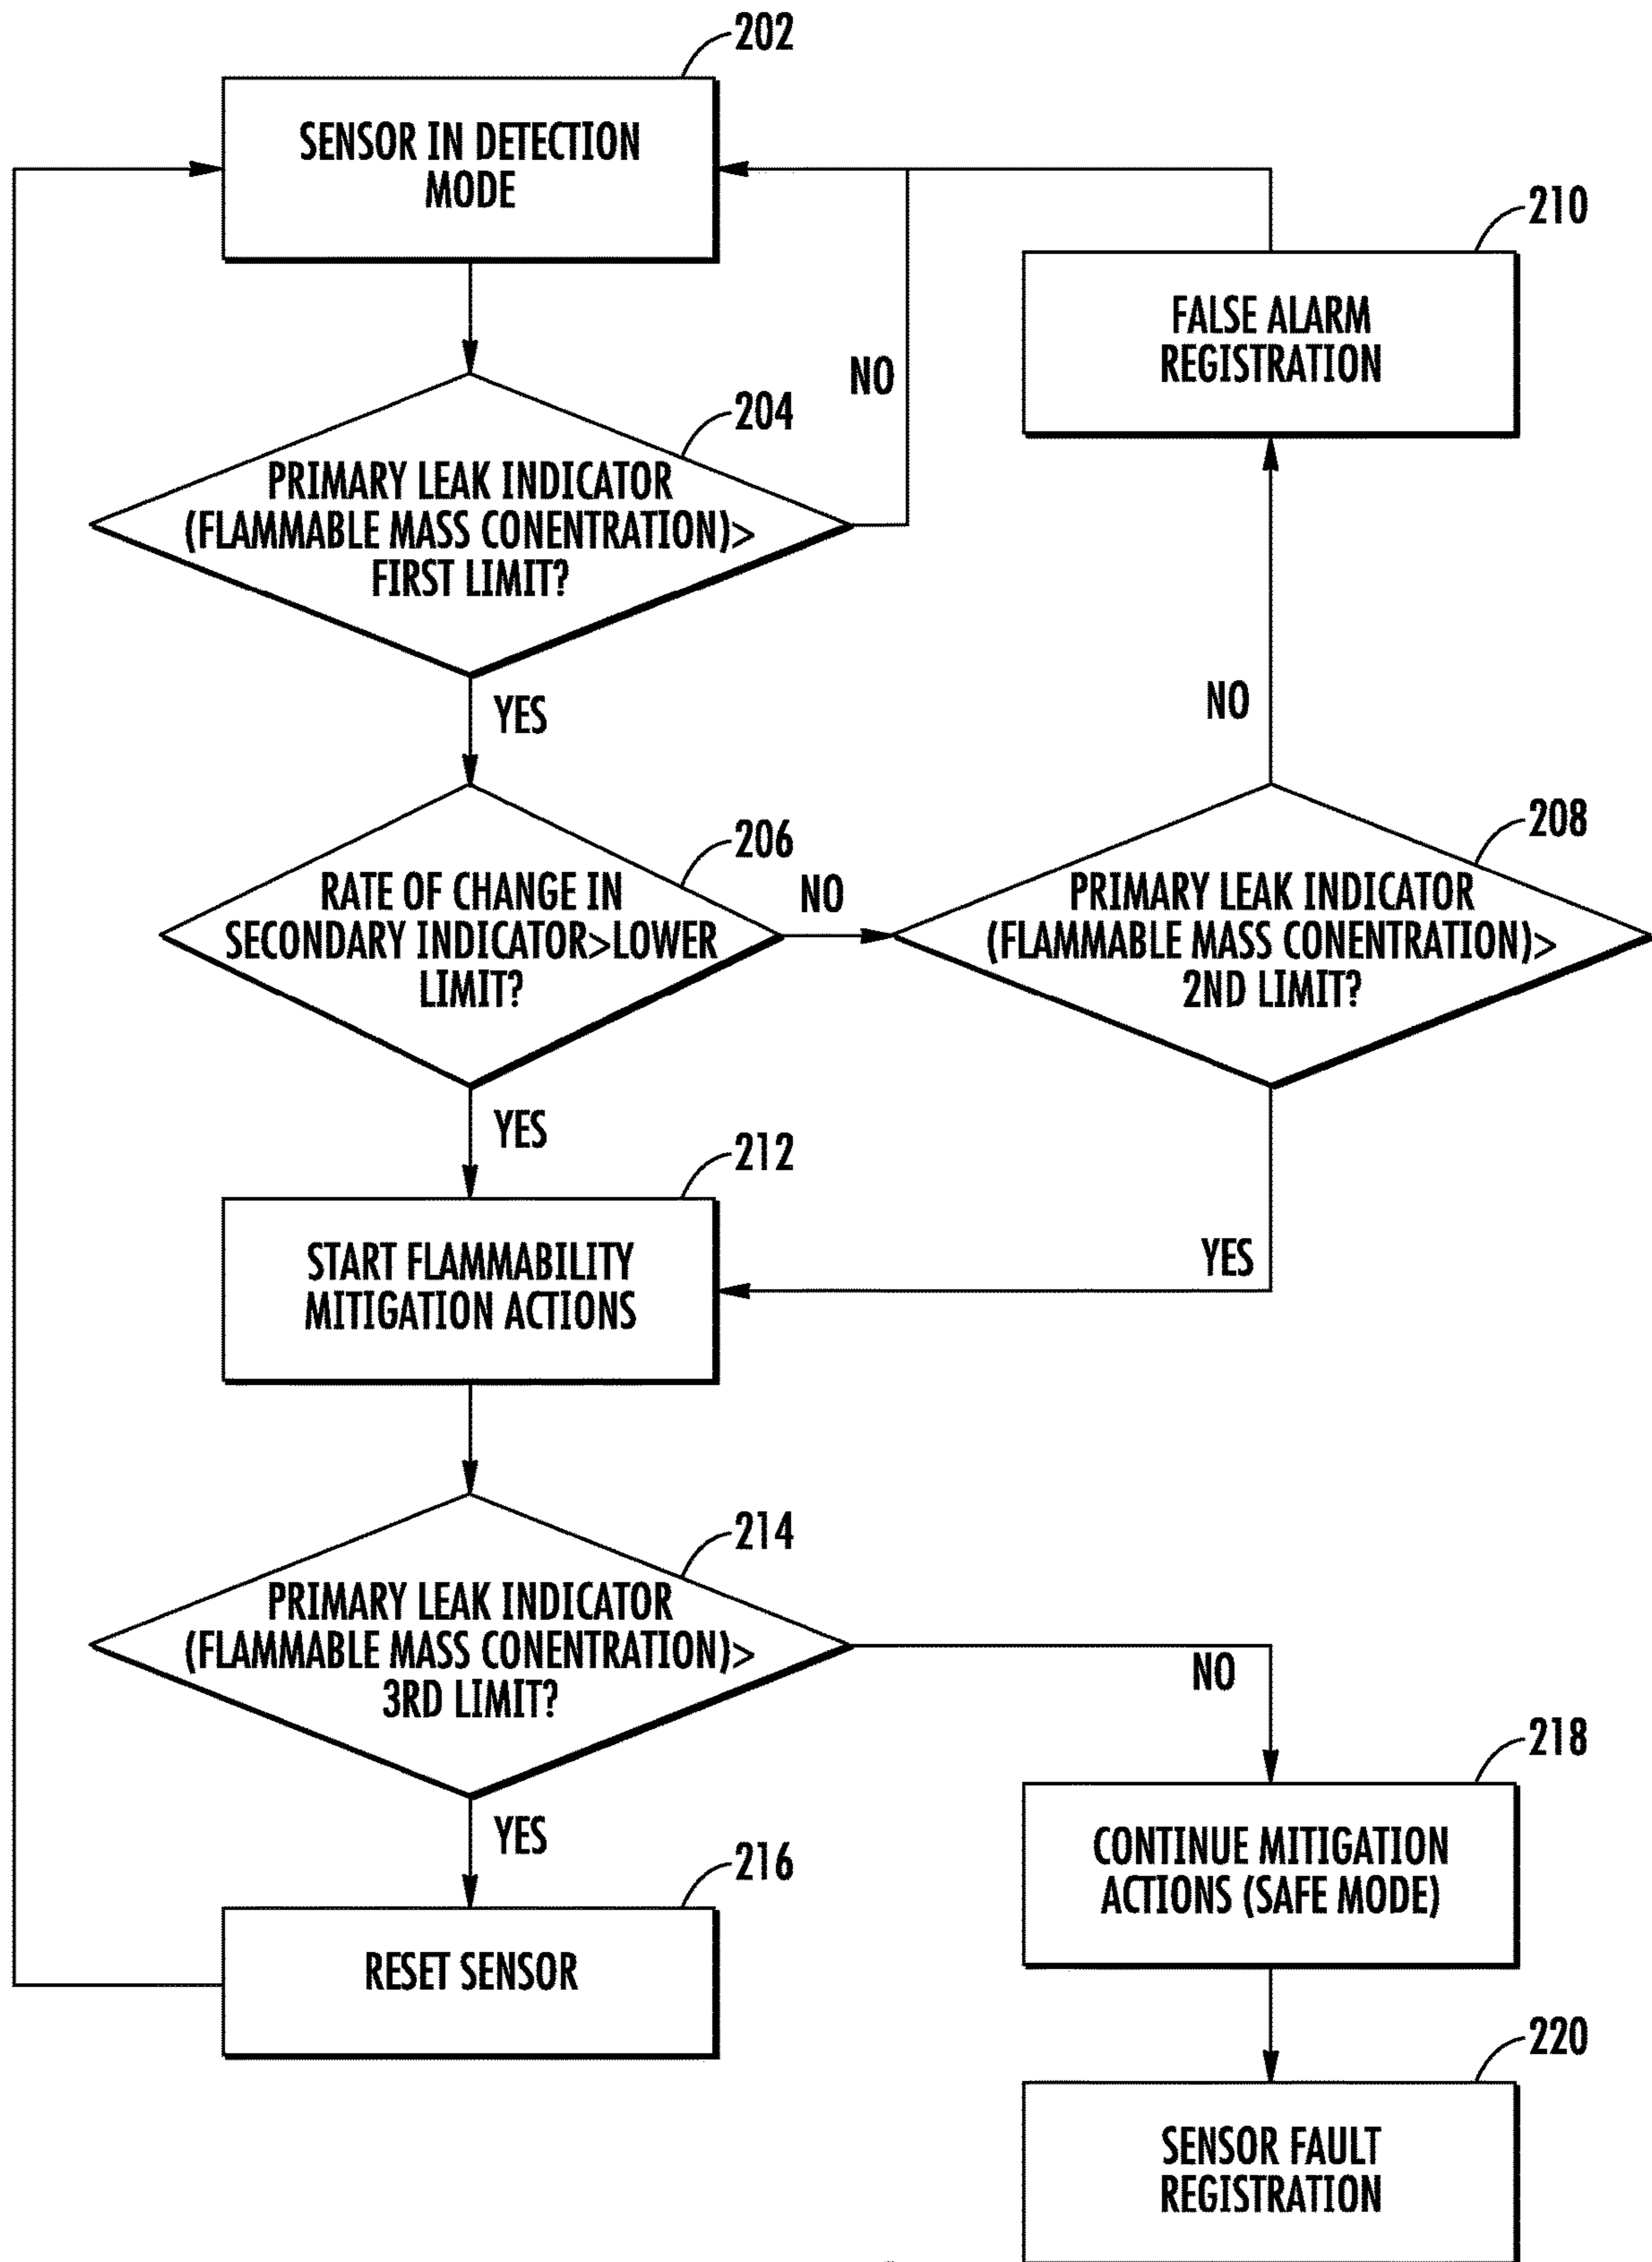 202
SENSOR IN DETECTION
MODE
210
FALSE ALARM
REGISTRATION
NO
204
PRIMARY LEAK INDICATOR
(FLAMMABLE MASS CONENTRATION)>
FIRST LIMIT?
YES
NO
206
RATE OF CHANGE IN
SECONDARY INDICATOR>LOWER
LIMIT?
NO
208
PRIMARY LEAK INDICATOR
(FLAMMABLE MASS CONENTRATION)>
2ND LIMIT?
YES
212
START FLAMMABILITY
MITIGATION ACTIONS
YES
214
PRIMARY LEAK INDICATOR
(FLAMMABLE MASS CONENTRATION)>
3RD LIMIT?
NO
YES
216
RESET SENSOR
218
CONTINUE MITIGATION
ACTIONS (SAFE MODE)
220
SENSOR FAULT
REGISTRATION